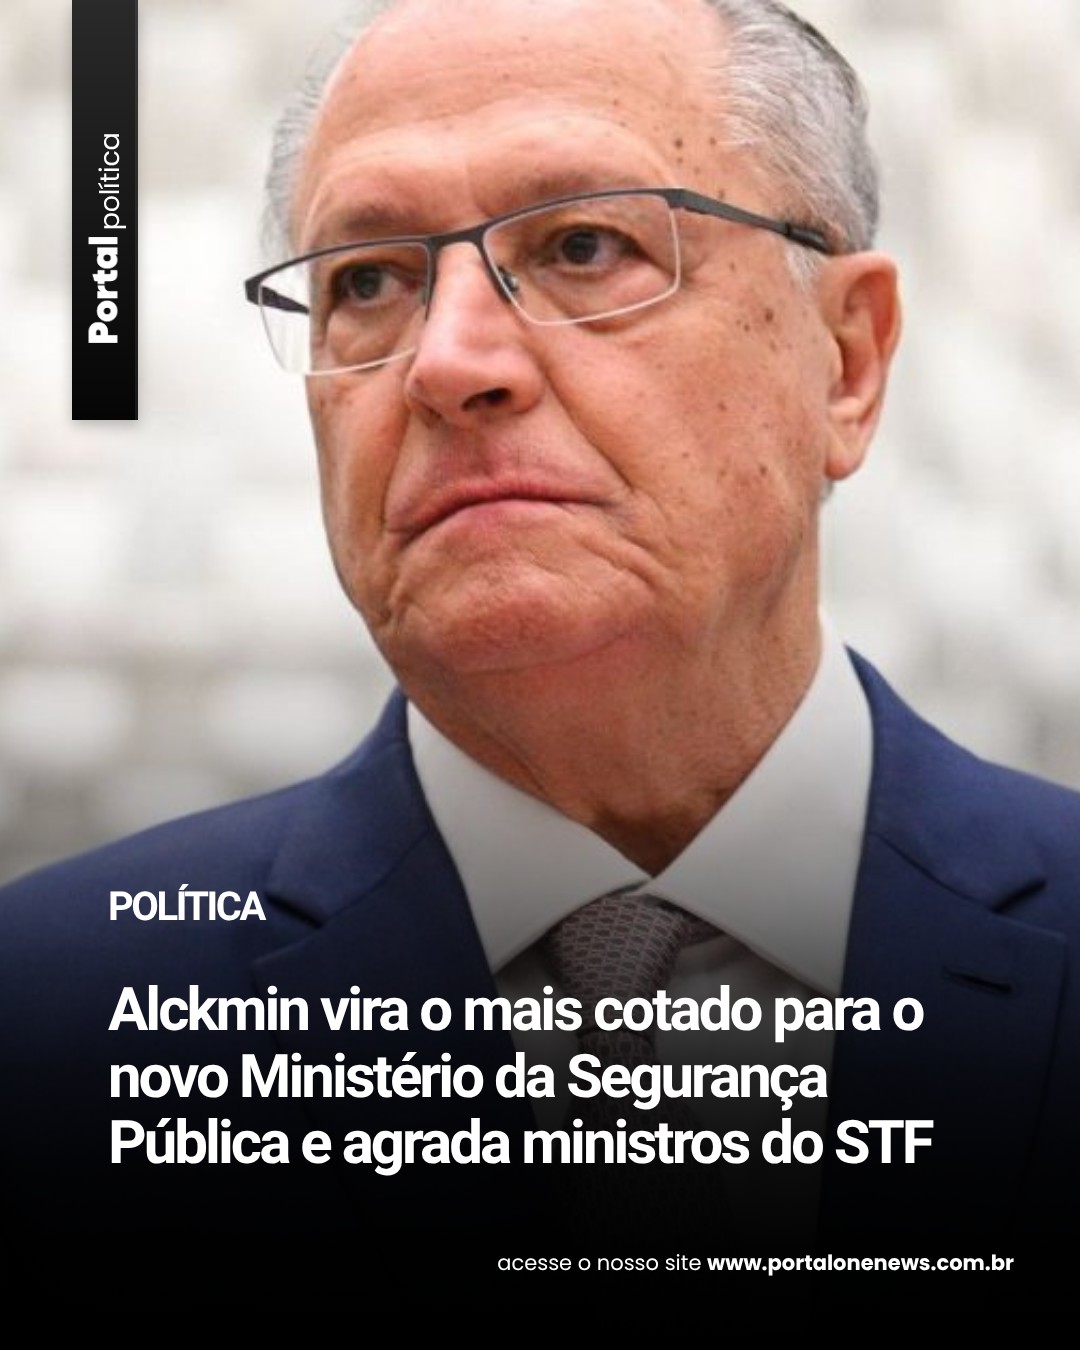 Portal política
POLÍTICA
Alckmin vira o mais cotado para o
novo Ministério da Segurança
Pública e agrada ministros do STF
acesse o nosso site www.portalonenews.com.br